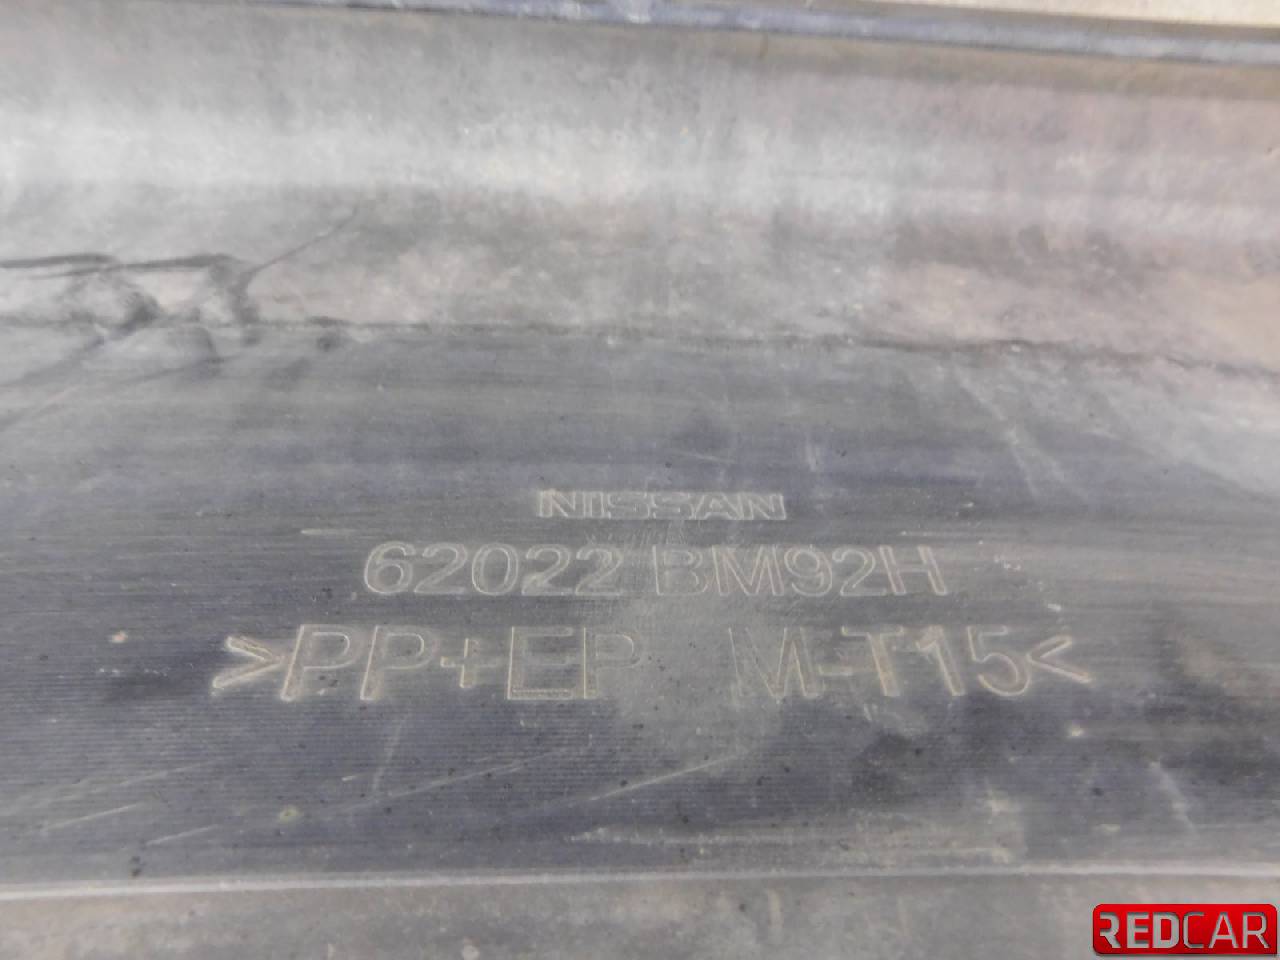 NISSAN
62022 BM92H
>PP+EP M-T15<
REDCAR